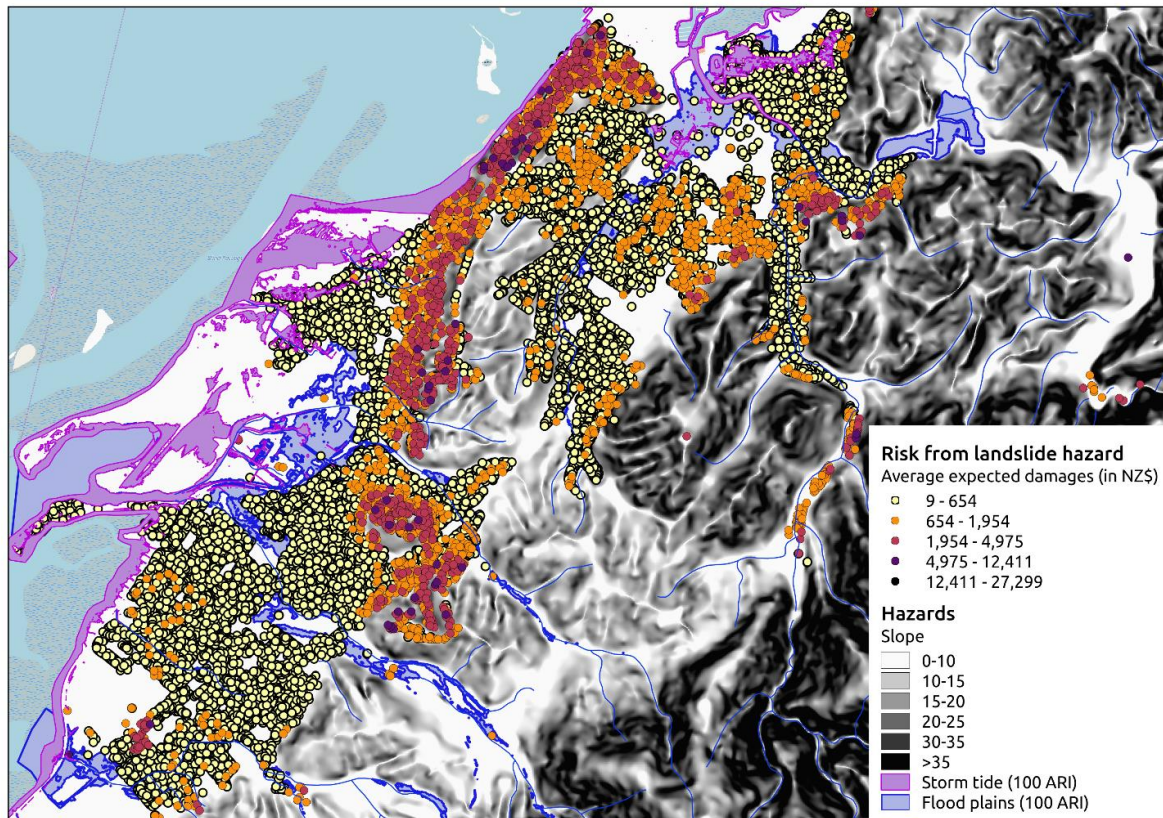 Risk from landslide hazard
Average expected damages (in NZ$)
9 - 654
654 - 1,954
1,954 - 4,975
4,975 - 12,411
12,411 - 27,299
Hazards
Slope
0-10
10-15
15-20
20-25
30-35
>35
Storm tide (100 ARI)
Flood plains (100 ARI)